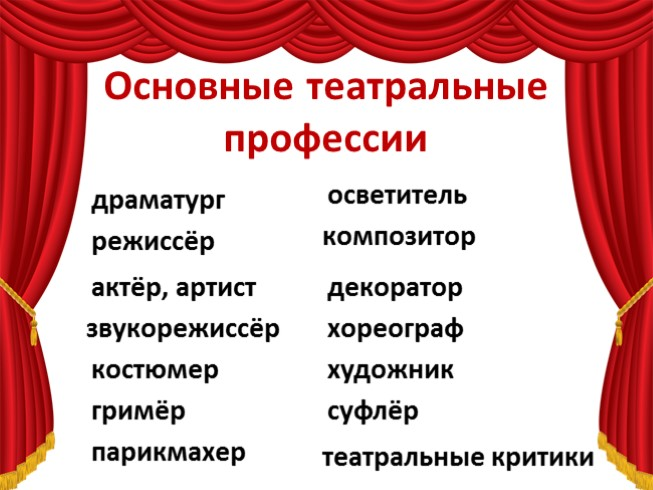 Основные театральные
профессии
драматург
режиссёр
актёр, артист
звукорежиссёр
костюмер
гримёр
парикмахер
осветитель
композитор
декоратор
хореограф
художник
суфлёр
театральные критики